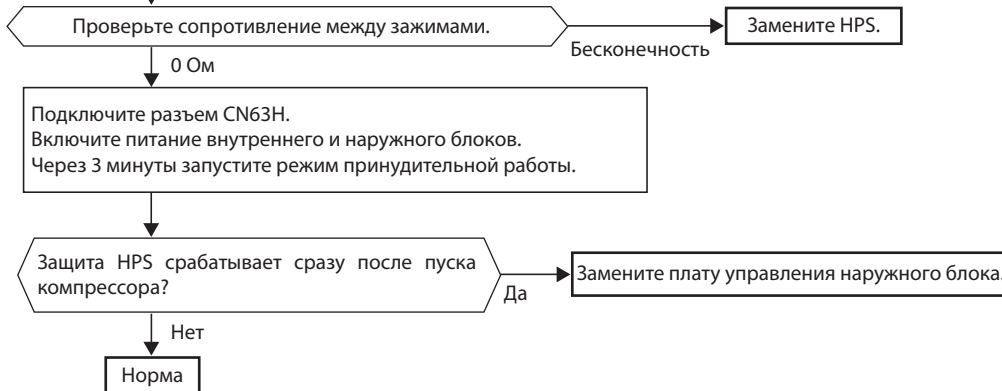 Проверьте сопротивление между зажимами.
Замените HPS.
Бесконечность
0 Ом
Подключите разъем CN63H.
Включите питание внутреннего и наружного блоков.
Через 3 минуты запустите режим принудительной работы.
Защита HPS срабатывает сразу после пуска
компрессора?
Замените плату управления наружного блока.
Да
Нет
Норма